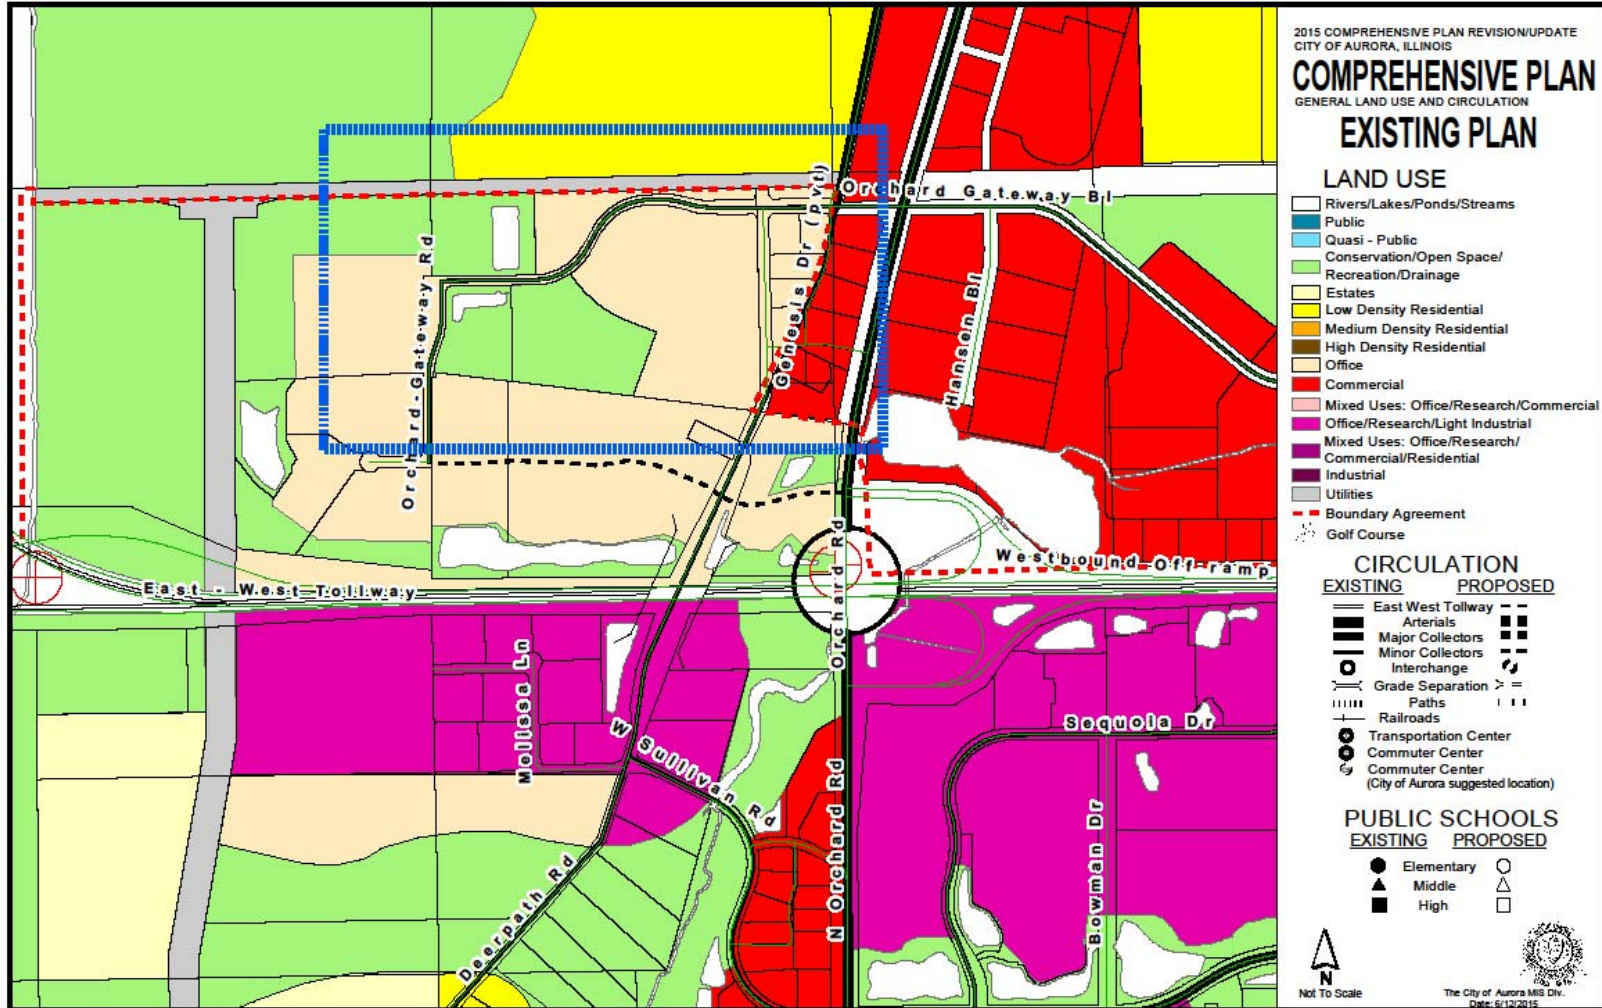 2015 COMPREHENSIVE PLAN REVISION/UPDATE
CITY OF AURORA, ILLINOIS
COMPREHENSIVE PLAN
GENERAL LAND USE AND CIRCULATION
EXISTING PLAN
LAND USE
Rivers/Lakes/Ponds/Streams
Public
Quasi - Public
Conservation/Open Space/
Recreation/Drainage
Estates
Low Density Residential
Medium Density Residential
High Density Residential
Office
Commercial
Mixed Uses: Office/Research/Commercial
Office/Research/Light Industrial
Mixed Uses: Office/Research/
Commercial/Residential
Industrial
Utilities
Boundary Agreement
Golf Course
CIRCULATION
EXISTING PROPOSED
East West Tollway
Arterials
Major Collectors
Minor Collectors
Interchange
Grade Separation
Paths
Railroads
Transportation Center
Commuter Center
Commuter Center
(City of Aurora suggested location)
PUBLIC SCHOOLS
EXISTING PROPOSED
Elementary
Middle
High
N
Not To Scale
The City of Aurora MIS Div.
Date: 6/12/2015
Orchard Gateway Bl
Genesis Dr (pvt)
Orchard-Gateway Rd
Hansen Bl
Orchard Rd
Westbound Off-ramp
East - West Tollway
Orchard Rd
Melissa Ln
W Sullivan Rd
Sequoia Dr
N Orchard Rd
Bowman Dr
Deerpath Rd